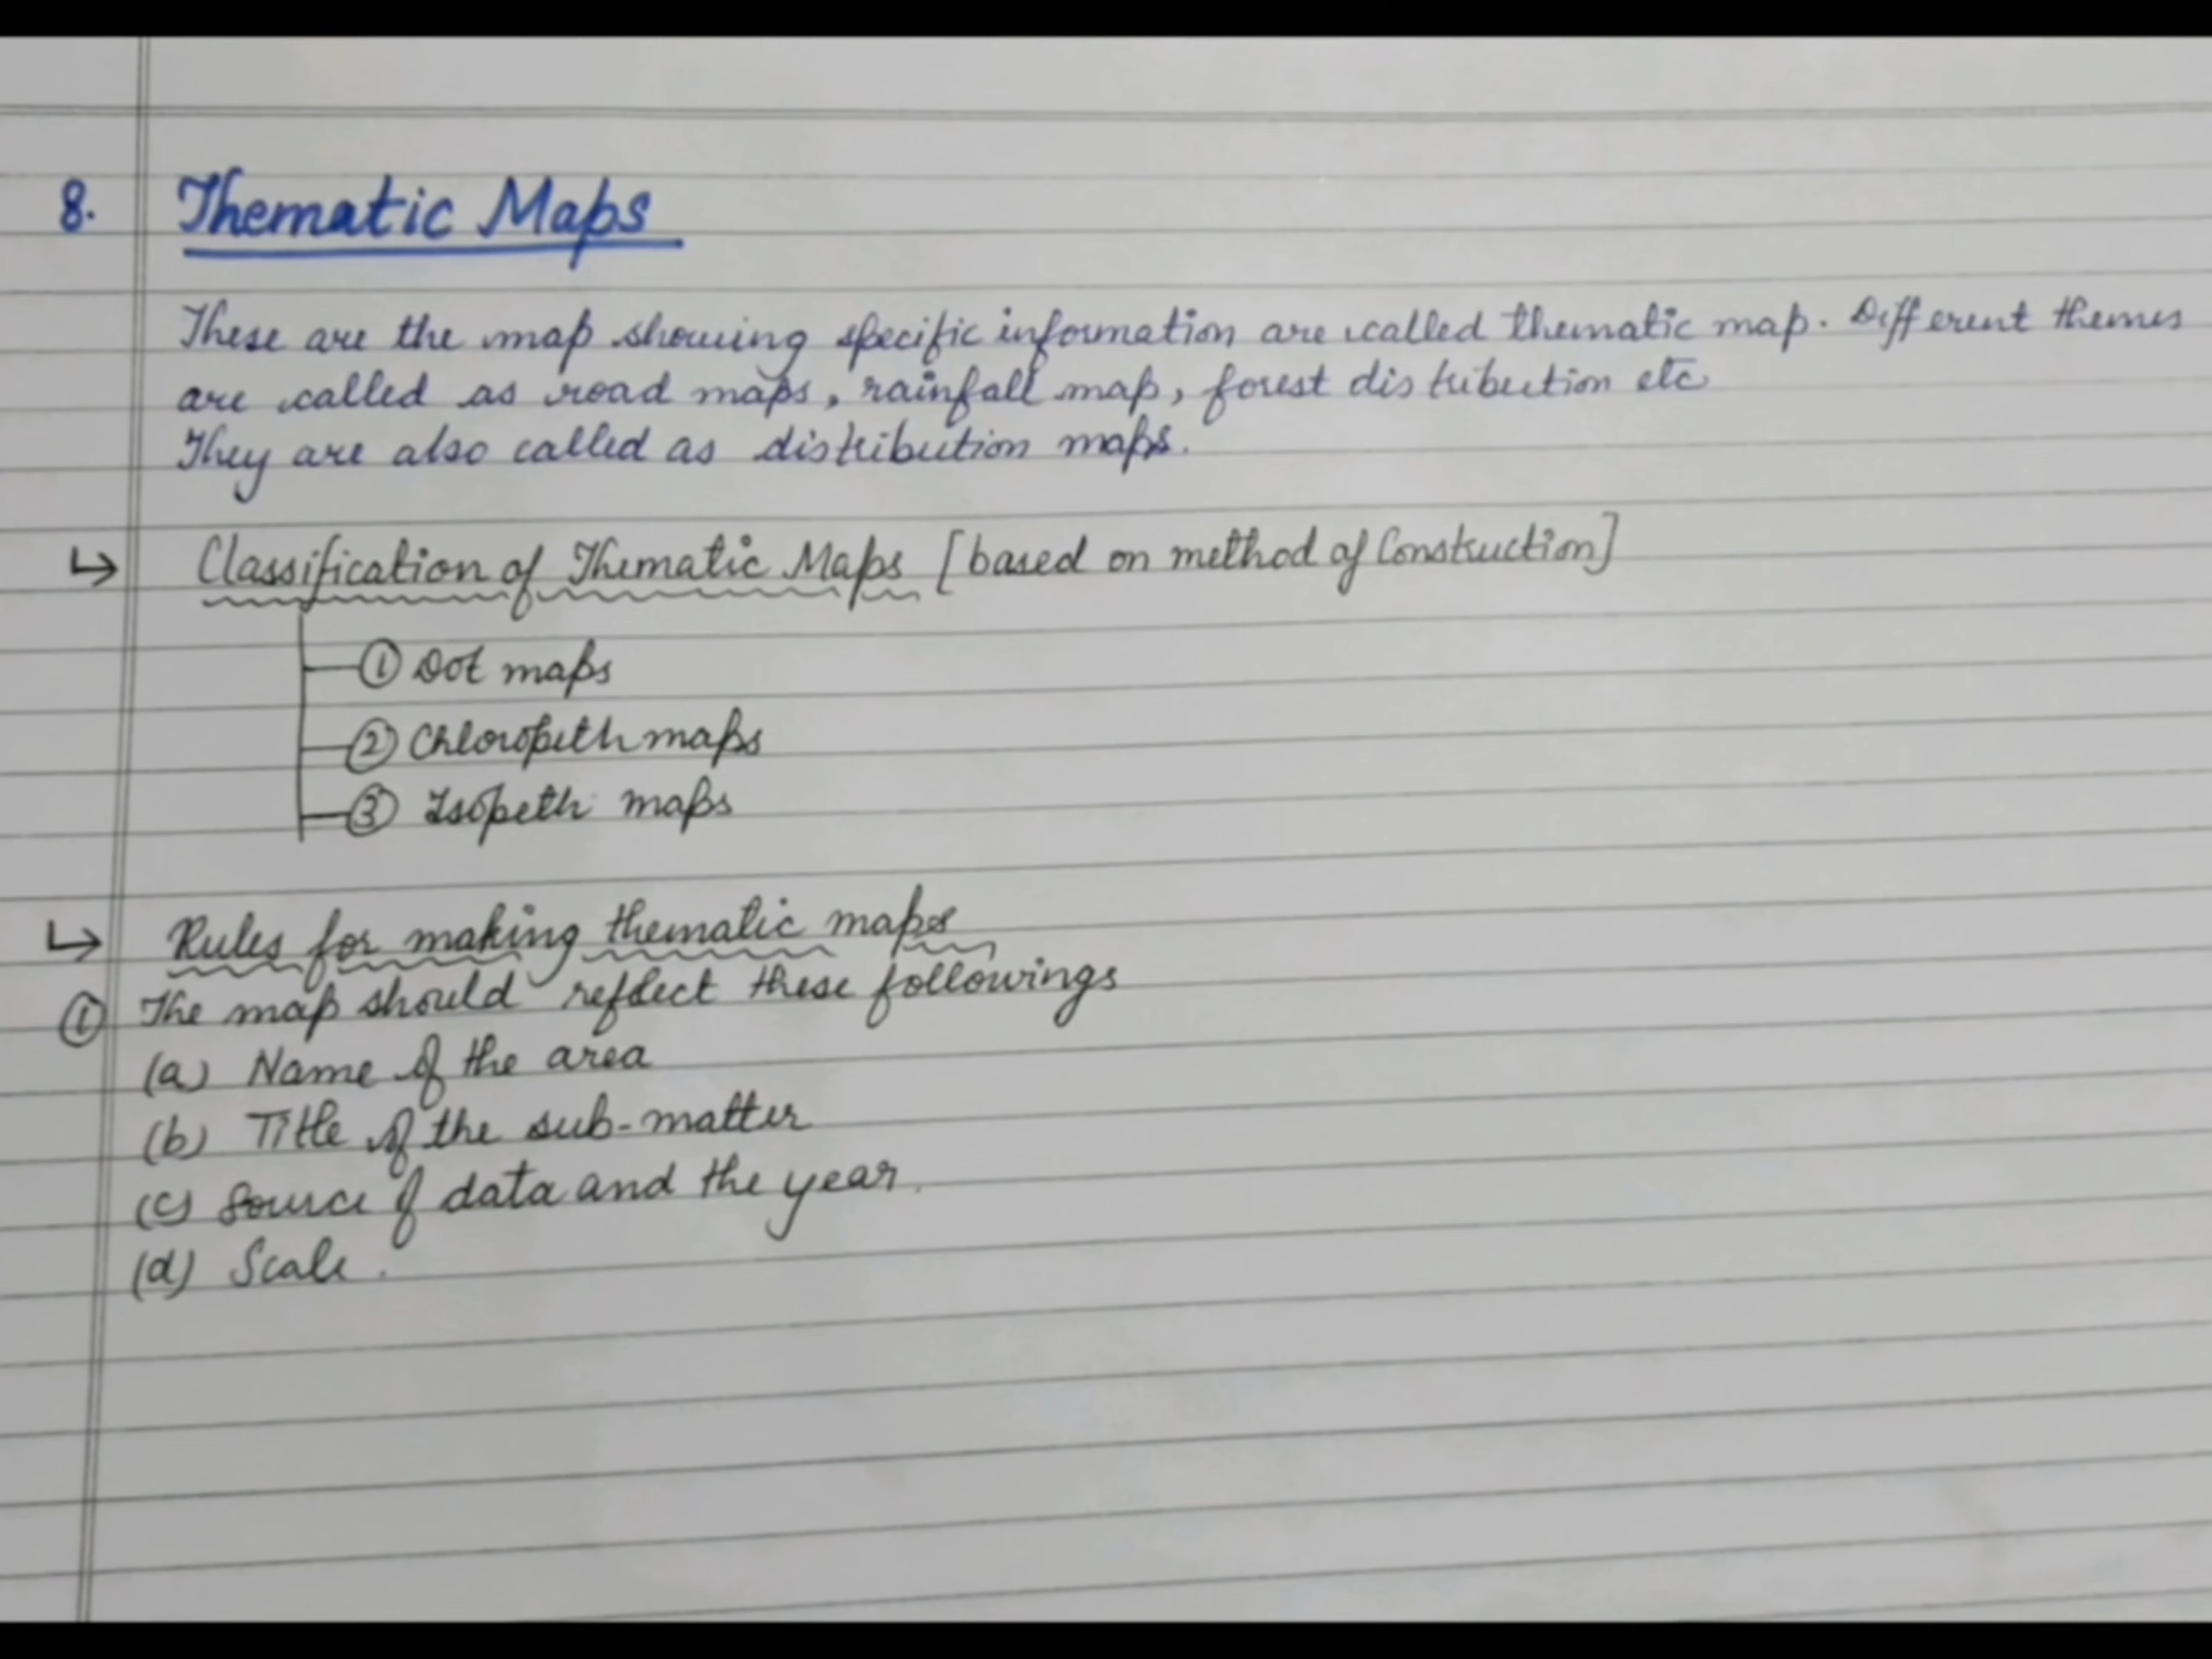 8. Thematic Maps
These are the map showing specific information are called thematic map. Different themes
are called as road maps, rainfall map, forest distribution etc
They are also called as distribution maps.
↳ Classification of Thematic Maps [based on method of Construction]
① Dot maps
② Chloropeth maps
③ Isopeth maps
↳ Rules for making thematic maps
① The map should reflect these followings
(a) Name of the area
(b) Title of the sub-matter
(c) Source of data and the year.
(d) Scale.